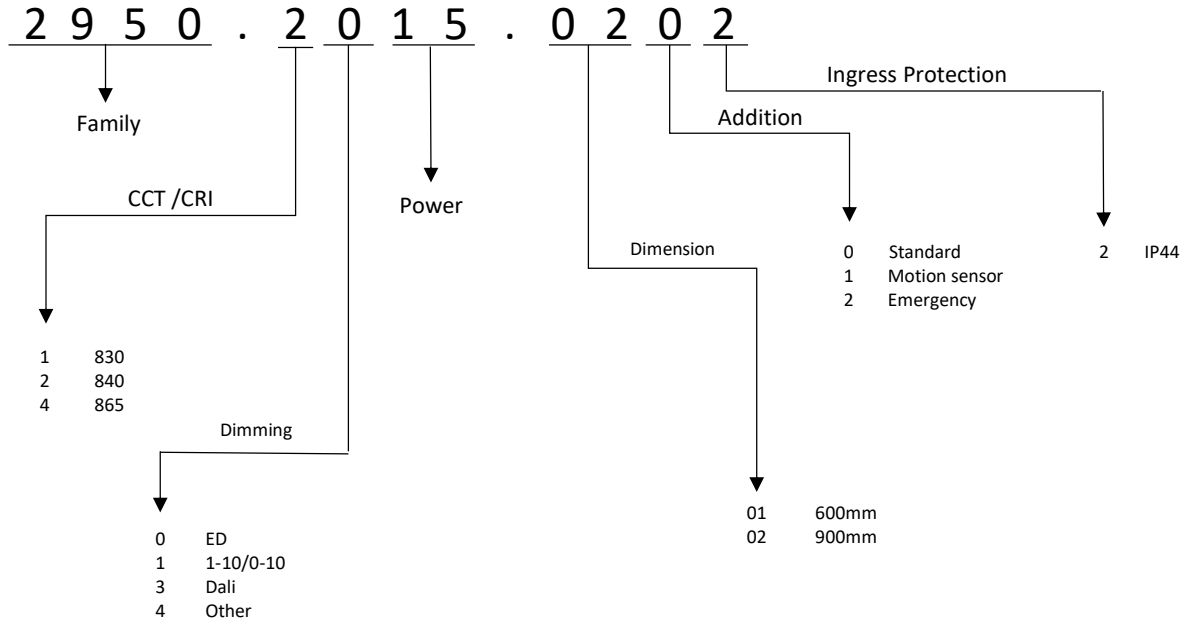 2 9 5 0 . 2 0 1 5 . 0 2 0 2
Ingress Protection
Addition
Family
CCT /CRI
Power
Dimension
0 Standard
1 Motion sensor
2 Emergency
2 IP44
1 830
2 840
4 865
Dimming
01 600mm
02 900mm
0 ED
1 1-10/0-10
3 Dali
4 Other